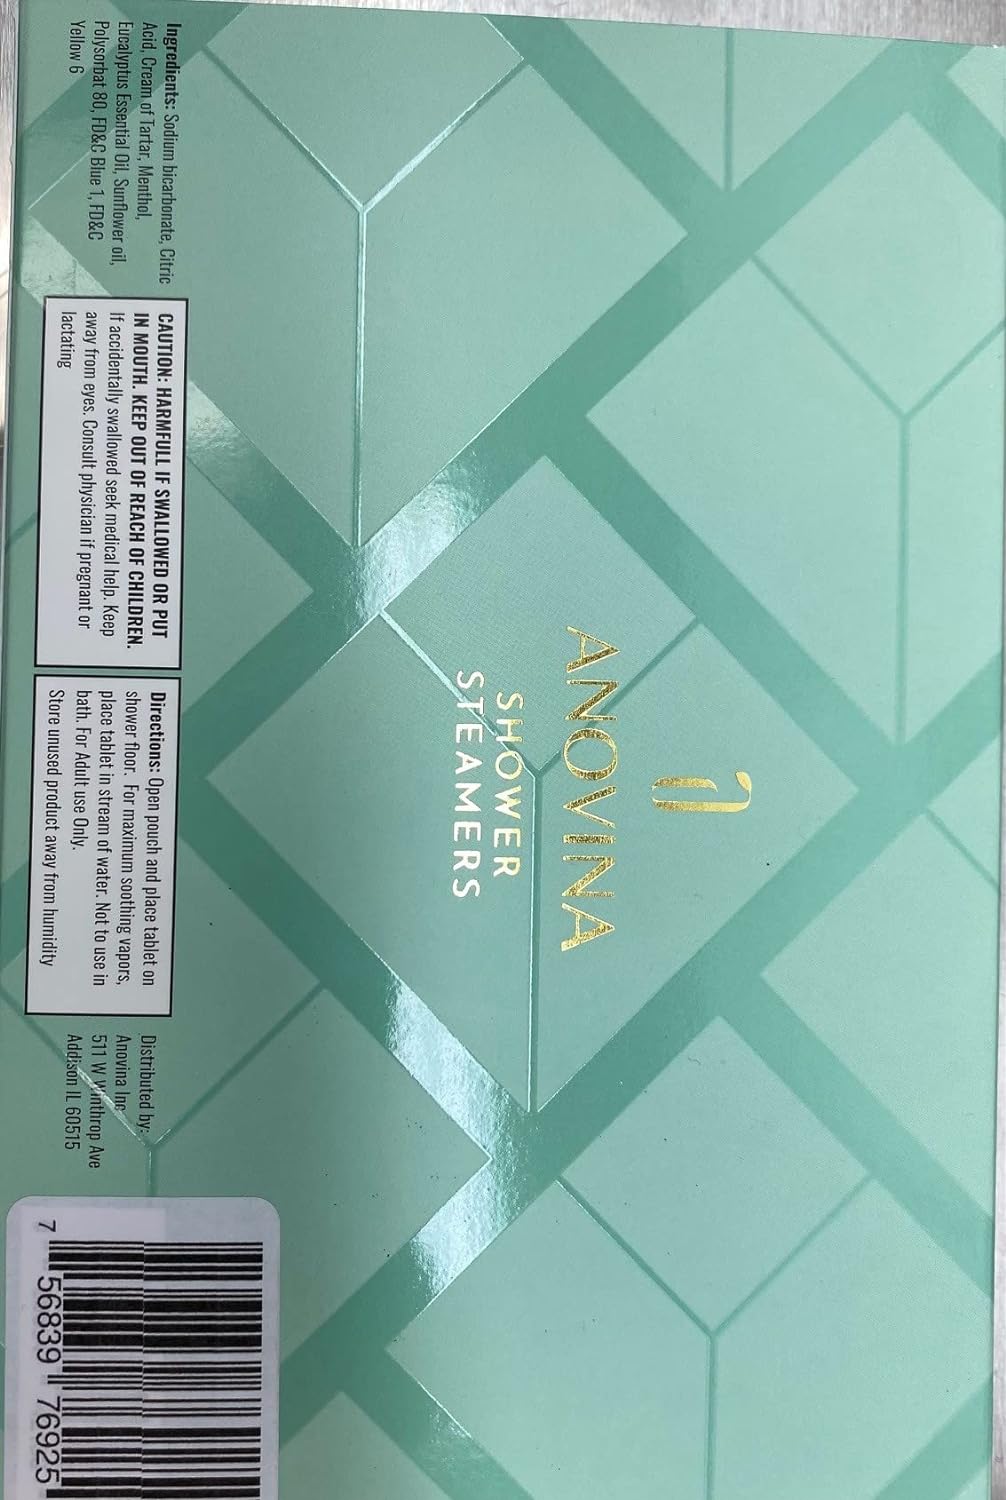 ANOVINA
SHOWER
STEAMERS
Ingredients: Sodium bicarbonate, Citric
Acid, Cream of Tartar, Menthol,
Eucalyptus Essential Oil, Sunflower oil,
Polysorbat 80, FD&C Blue 1, FD&C
Yellow 6
CAUTION: HARMFULL IF SWALLOWED OR PUT
IN MOUTH. KEEP OUT OF REACH OF CHILDREN.
If accidentally swallowed seek medical help. Keep
away from eyes. Consult physician if pregnant or
lactating
Directions: Open pouch and place tablet on
shower floor. For maximum soothing vapors,
place tablet in stream of water. Not to use in
bath. For Adult use Only.
Store unused product away from humidity
Distributed by:
Anovina Inc
511 W Winthrop Ave
Addison IL 60515
7 56839 76925